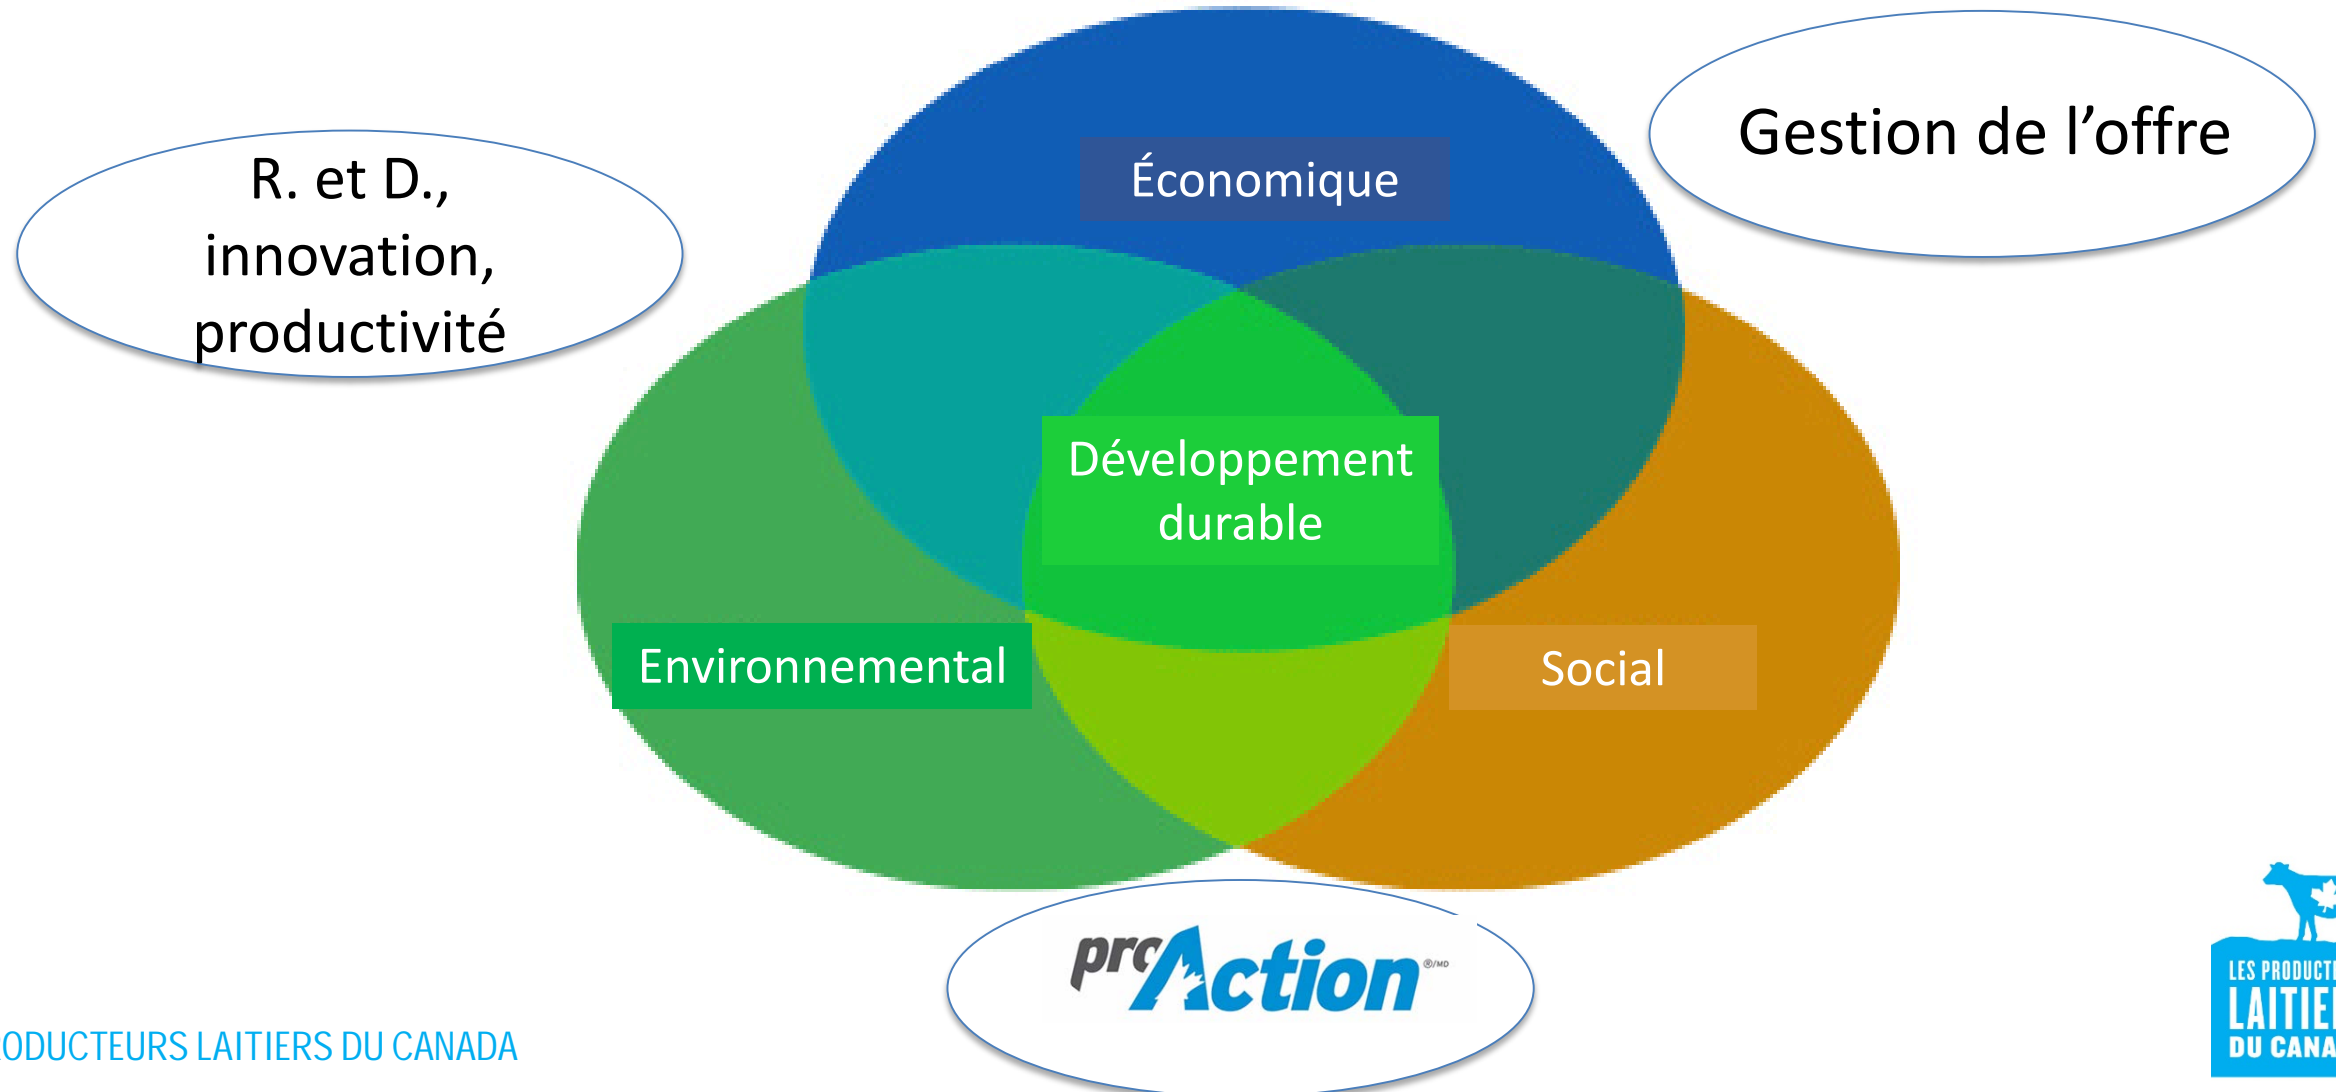 Gestion de l’offre
R. et D.,
innovation,
productivité
Économique
Développement
durable
Environnemental
Social
proAction ®/MD
ODUCTEURS LAITIERS DU CANADA
LES PRODUCT
LAITIE
DU CANA